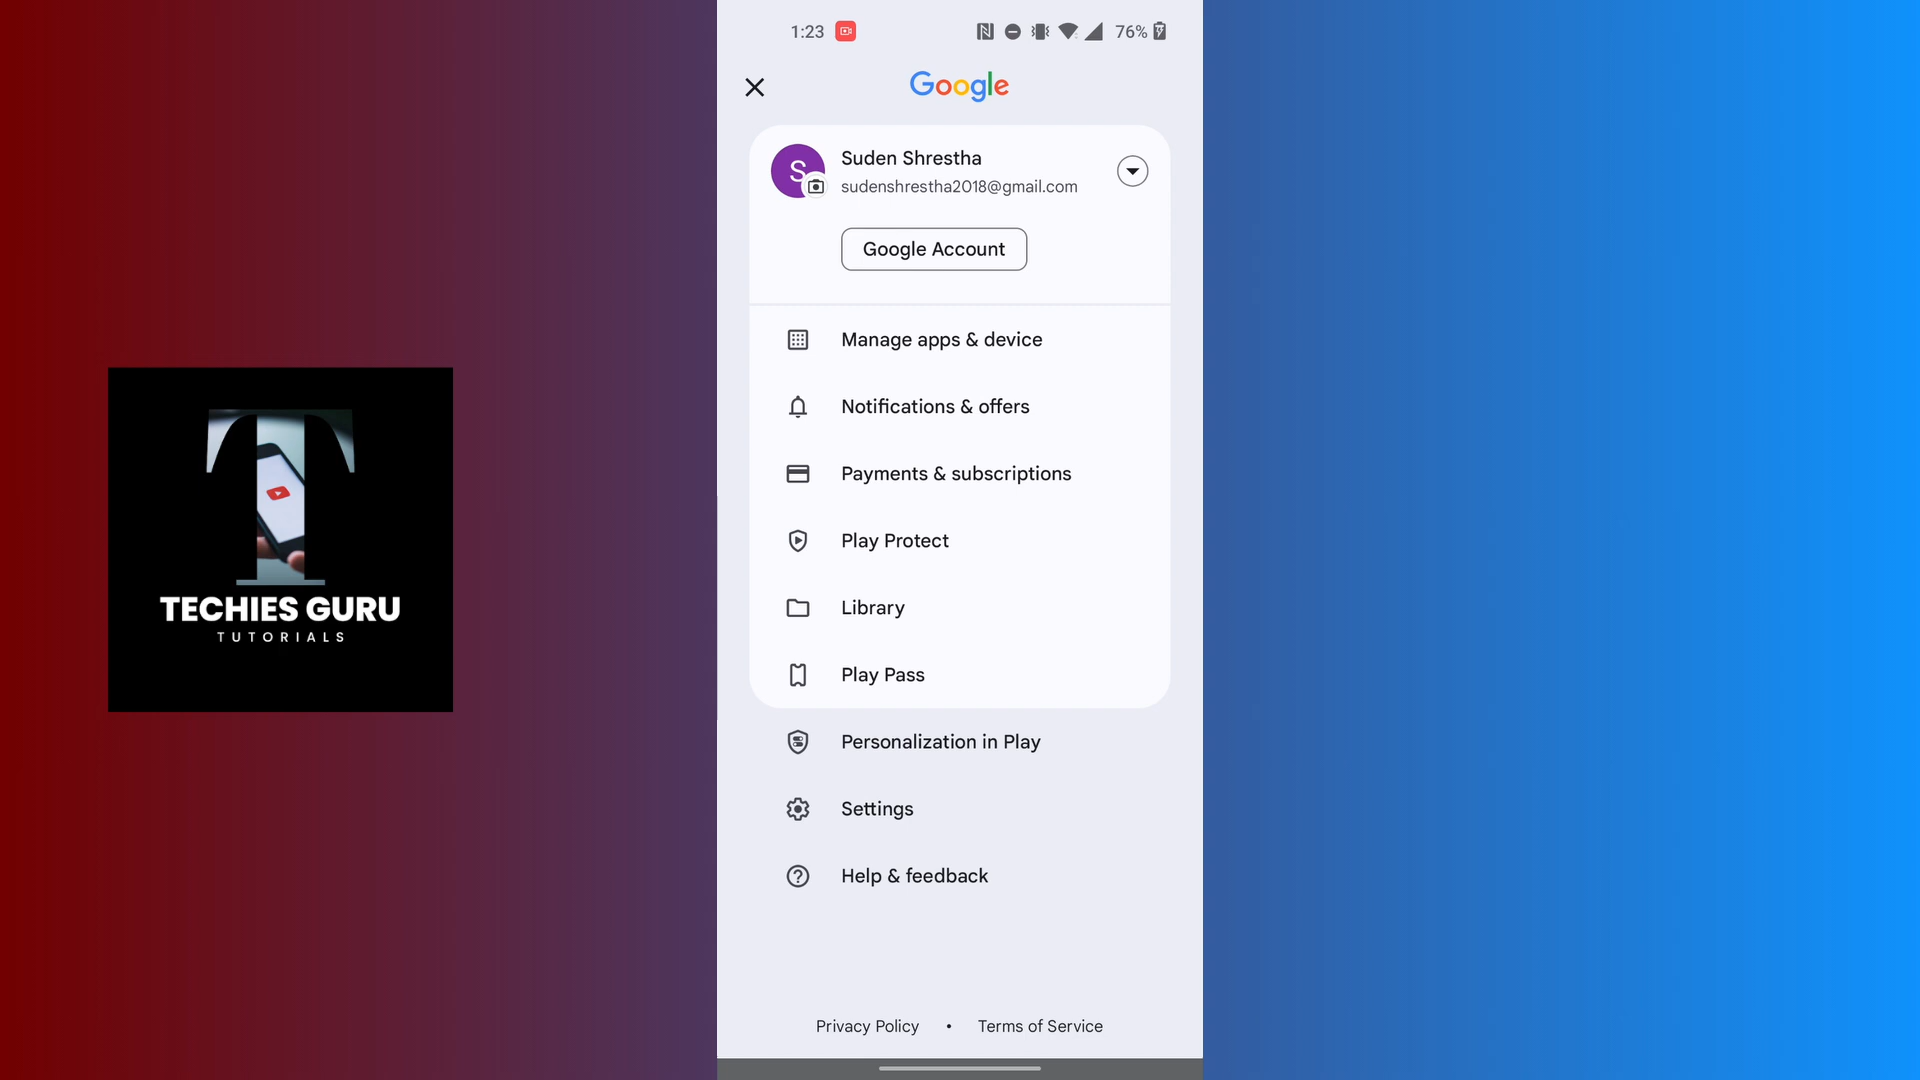 1:23
76%
Google
S
Suden Shrestha
sudenshrestha2018@gmail.com
Google Account
Manage apps & device
Notifications & offers
Payments & subscriptions
Play Protect
Library
Play Pass
Personalization in Play
Settings
Help & feedback
Privacy Policy • Terms of Service
T
TECHIES GURU
TUTORIALS